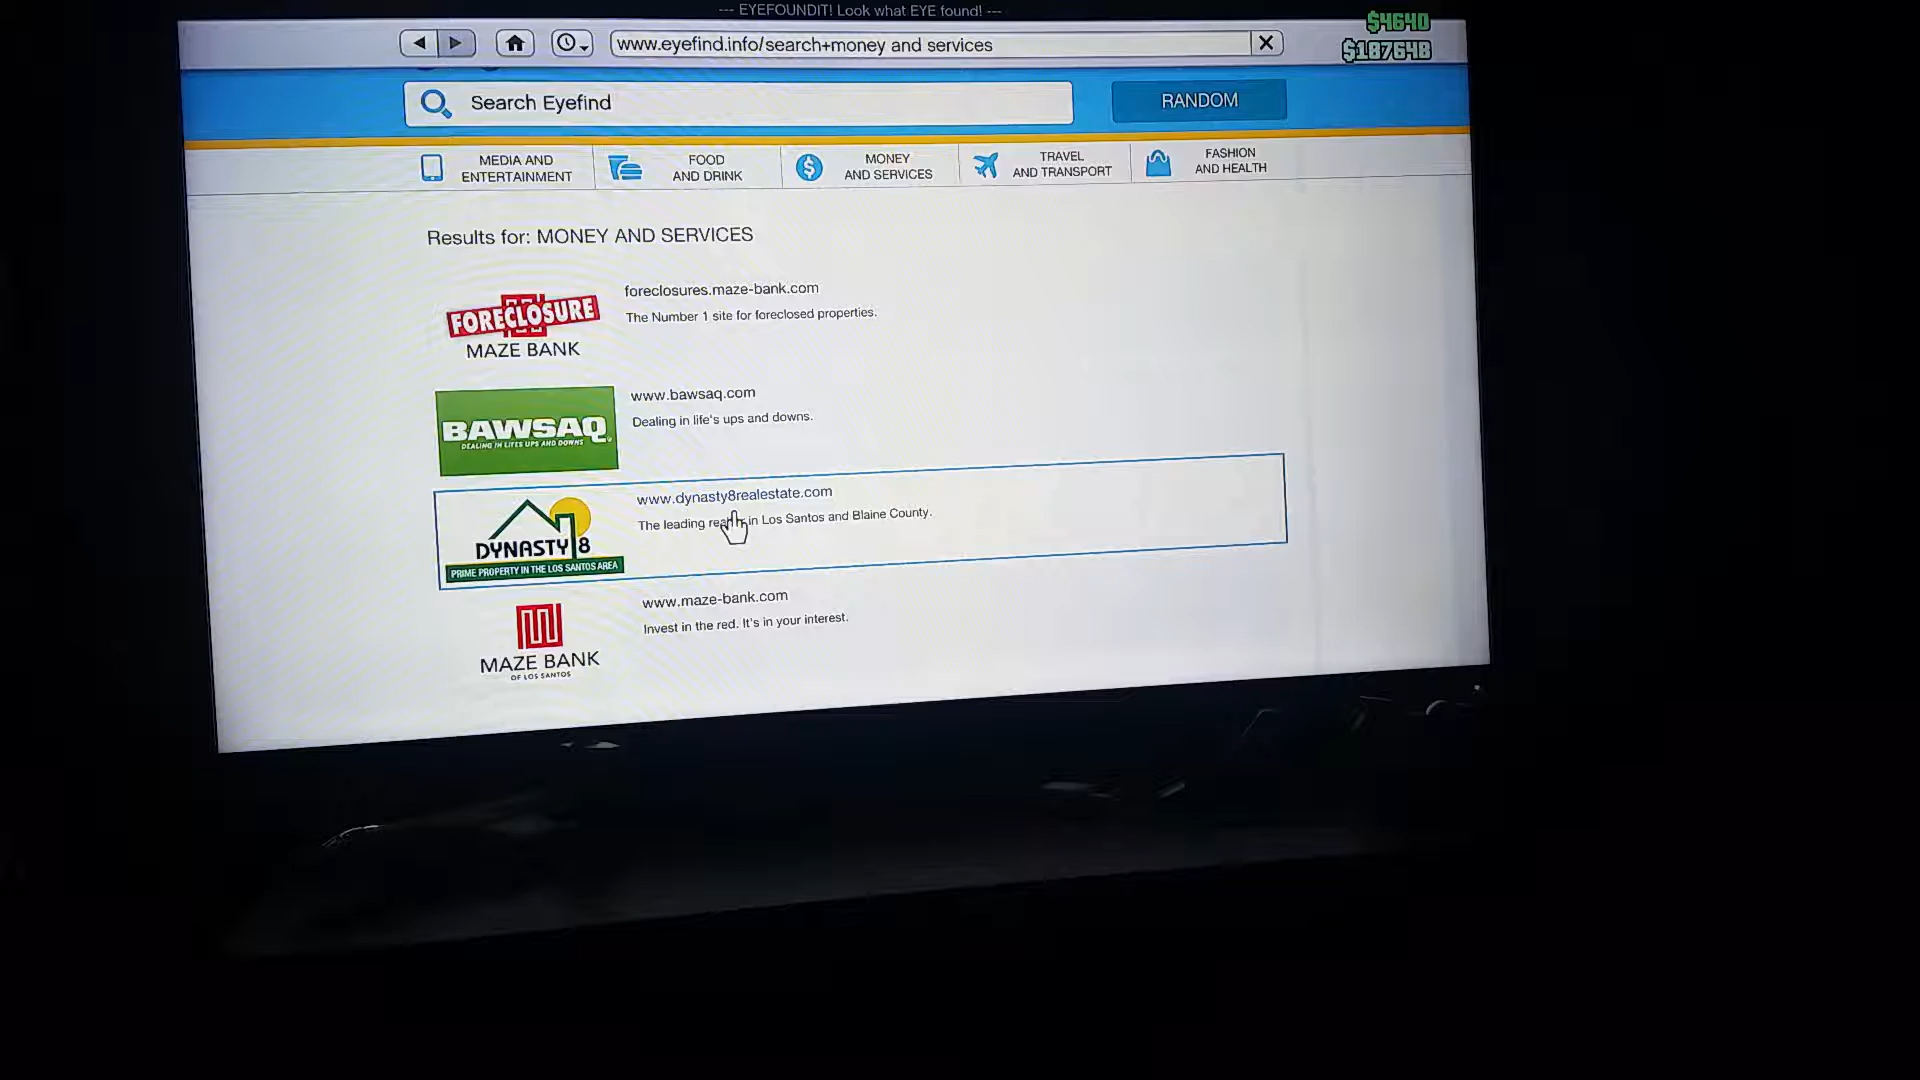 --- EYEFOUNDIT! Look what EYE found! ---
$4640
www.eyefind.info/search+money and services
$187648
Search Eyefind
RANDOM
MEDIA AND
ENTERTAINMENT
FOOD
AND DRINK
MONEY
AND SERVICES
TRAVEL
AND TRANSPORT
FASHION
AND HEALTH
Results for: MONEY AND SERVICES
FORECLOSURE
MAZE BANK
foreclosures.maze-bank.com
The Number 1 site for foreclosed properties.
BAWSAQ
DEALING IN LIFE'S UPS AND DOWNS
www.bawsaq.com
Dealing in life's ups and downs.
DYNASTY 8
PRIME PROPERTY IN THE LOS SANTOS AREA
www.dynasty8realestate.com
The leading in Los Santos and Blaine County.
MAZE BANK
OF LOS SANTOS
www.maze-bank.com
Invest in the red. It's in your interest.